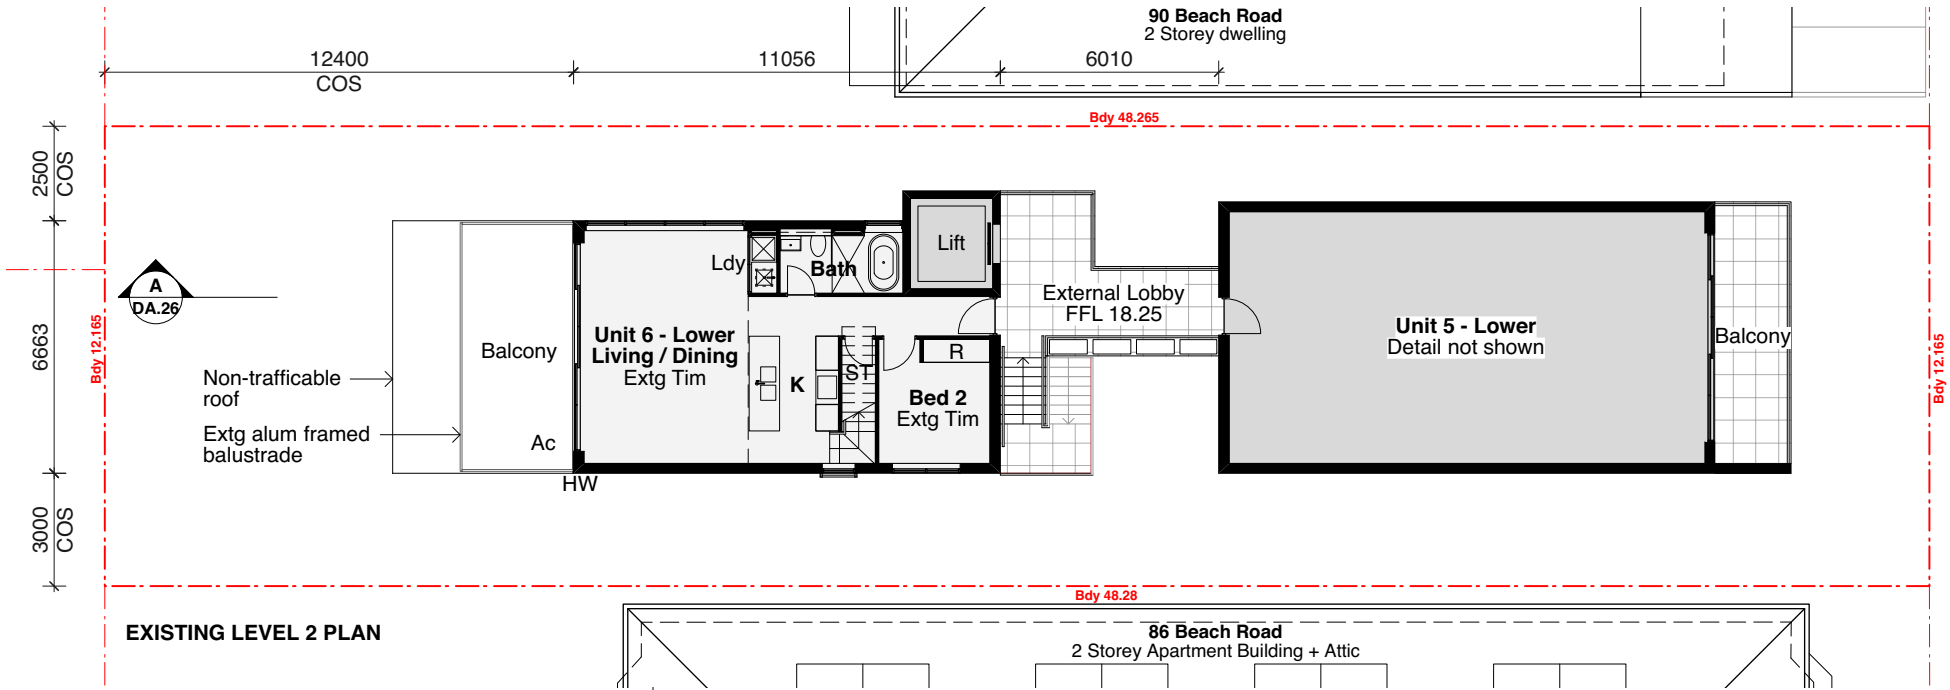 90 Beach Road
2 Storey dwelling
12400
COS
11056
6010
Bdy 48.265
2500
COS
6663
3000
COS
Bdy 12.165
A
DA.26
Non-trafficable
roof
Extg alum framed
balustrade
Balcony
Ac
HW
Unit 6 - Lower
Living / Dining
Extg Tim
Ldy
Bath
Lift
K
ST
R
Bed 2
Extg Tim
External Lobby
FFL 18.25
Unit 5 - Lower
Detail not shown
Balcony
Bdy 12.165
Bdy 48.28
EXISTING LEVEL 2 PLAN
86 Beach Road
2 Storey Apartment Building + Attic